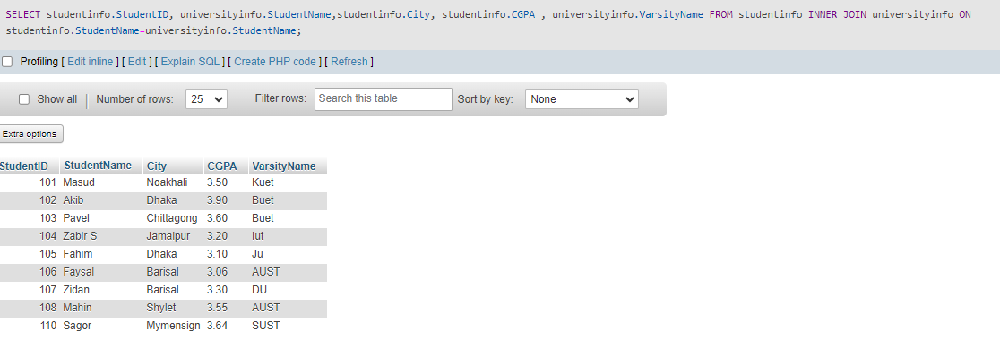 SELECT studentinfo.StudentID, universityinfo.StudentName,studentinfo.City, studentinfo.CGPA , universityinfo.VarsityName FROM studentinfo INNER JOIN universityinfo ON
studentinfo.StudentName=universityinfo.StudentName;
Profiling [ Edit inline ] [ Edit ] [ Explain SQL ] [ Create PHP code ] [ Refresh ]
Show all | Number of rows: 25 Filter rows: Search this table Sort by key: None
Extra options
StudentID StudentName City CGPA VarsityName
101 Masud Noakhali 3.50 Kuet
102 Akib Dhaka 3.90 Buet
103 Pavel Chittagong 3.60 Buet
104 Zabir S Jamalpur 3.20 Iut
105 Fahim Dhaka 3.10 Ju
106 Faysal Barisal 3.06 AUST
107 Zidan Barisal 3.30 DU
108 Mahin Shylet 3.55 AUST
110 Sagor Mymensign 3.64 SUST